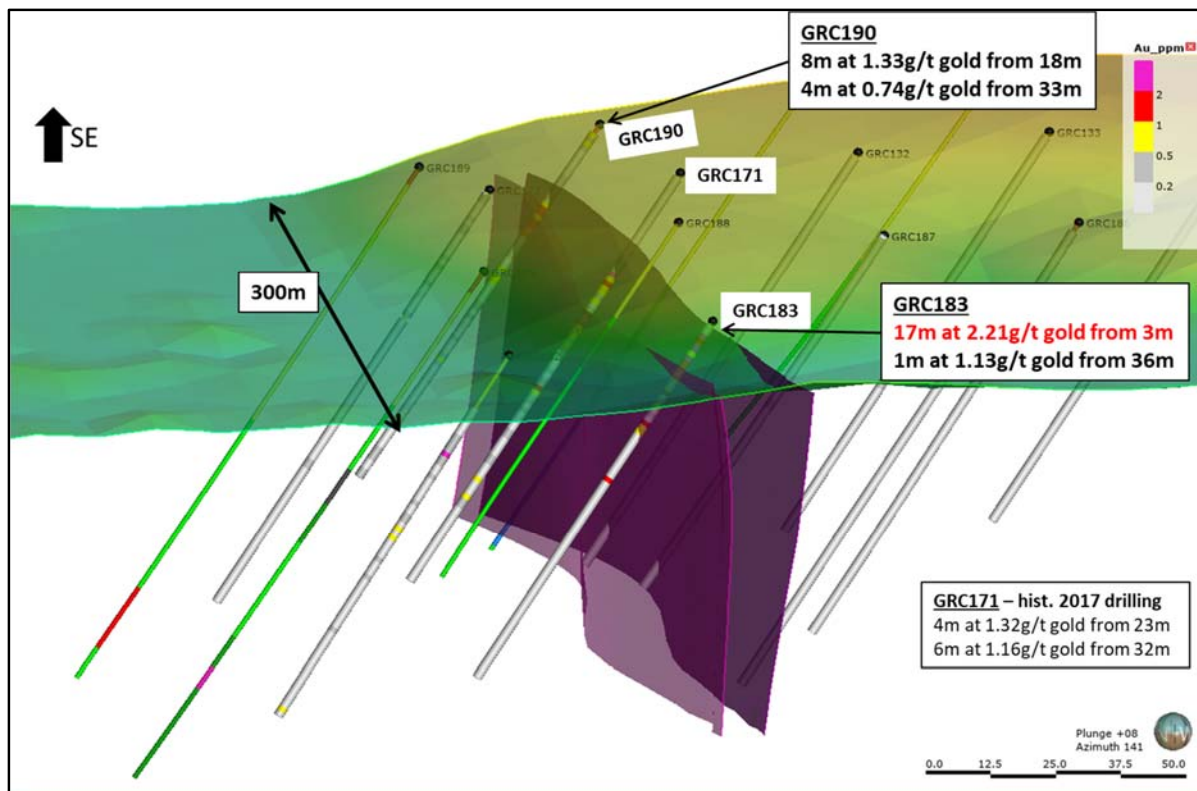 GRC190
8m at 1.33g/t gold from 18m
4m at 0.74g/t gold from 33m
Au_ppm
2
1
0.5
0.2
SE
GRC190
GRC133
GRC132
GRC189
GRC171
GRC188
GRC187
300m
GRC183
GRC183
17m at 2.21g/t gold from 3m
1m at 1.13g/t gold from 36m
GRC171 – hist. 2017 drilling
4m at 1.32g/t gold from 23m
6m at 1.16g/t gold from 32m
Plunge +08
Azimuth 141
0.0 12.5 25.0 37.5 50.0